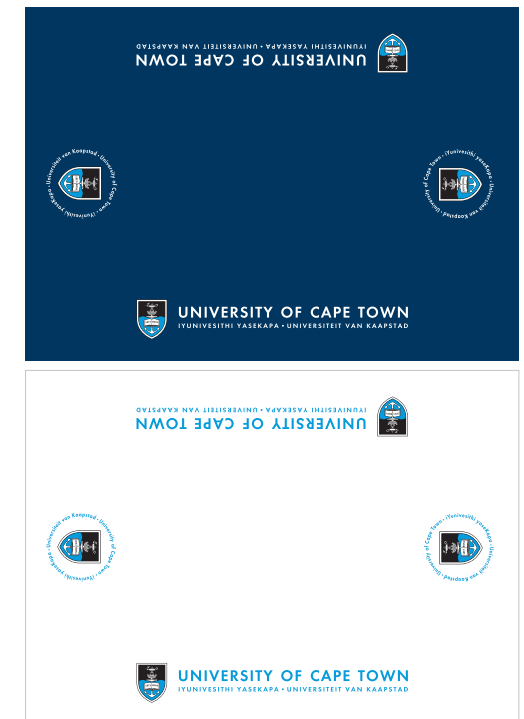 UNIVERSITY OF CAPE TOWN
IYUNIVESITHI YASEKAPA • UNIVERSITEIT VAN KAAPSTAD
Universiteit van Kaapstad • University of Cape Town • iYunivesithi yaseKapa •
University of Cape Town • iYunivesithi yaseKapa • Universiteit van Kaapstad •
UNIVERSITY OF CAPE TOWN
IYUNIVESITHI YASEKAPA • UNIVERSITEIT VAN KAAPSTAD
UNIVERSITY OF CAPE TOWN
IYUNIVESITHI YASEKAPA • UNIVERSITEIT VAN KAAPSTAD
Universiteit van Kaapstad • University of Cape Town • iYunivesithi yaseKapa •
University of Cape Town • iYunivesithi yaseKapa • Universiteit van Kaapstad •
UNIVERSITY OF CAPE TOWN
IYUNIVESITHI YASEKAPA • UNIVERSITEIT VAN KAAPSTAD